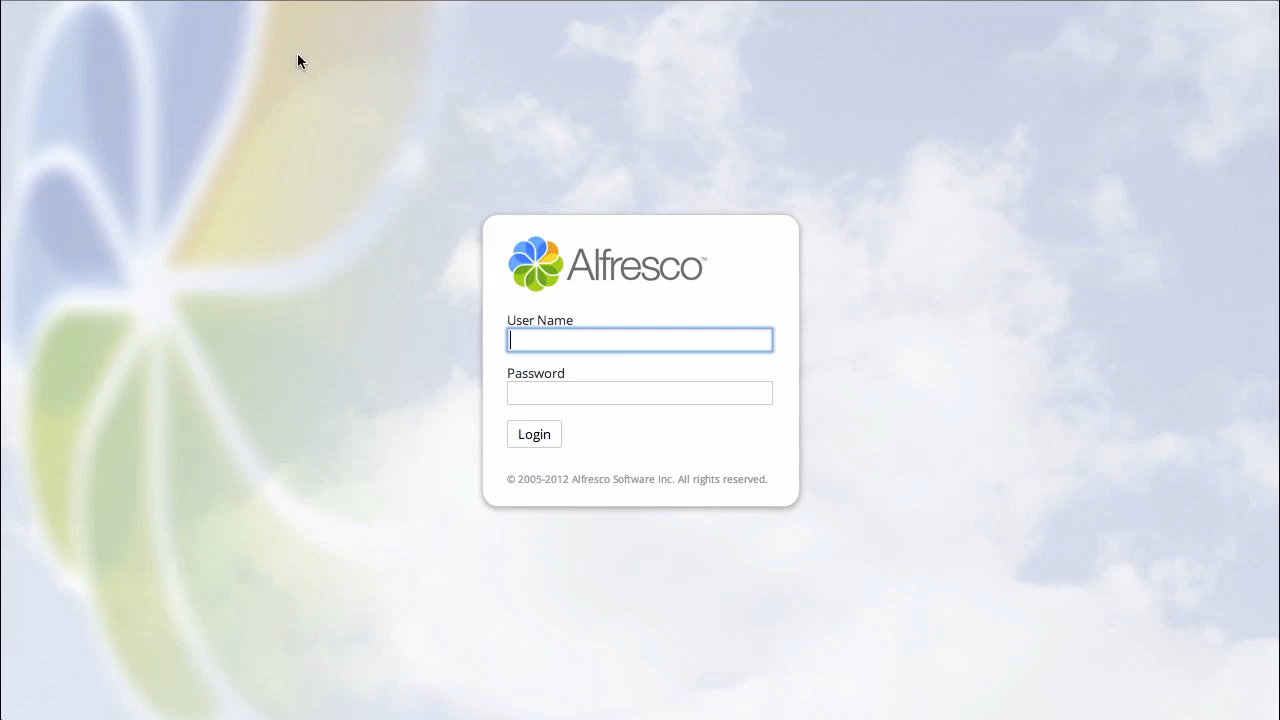 Alfresco™
User Name
Password
Login
© 2005-2012 Alfresco Software Inc. All rights reserved.